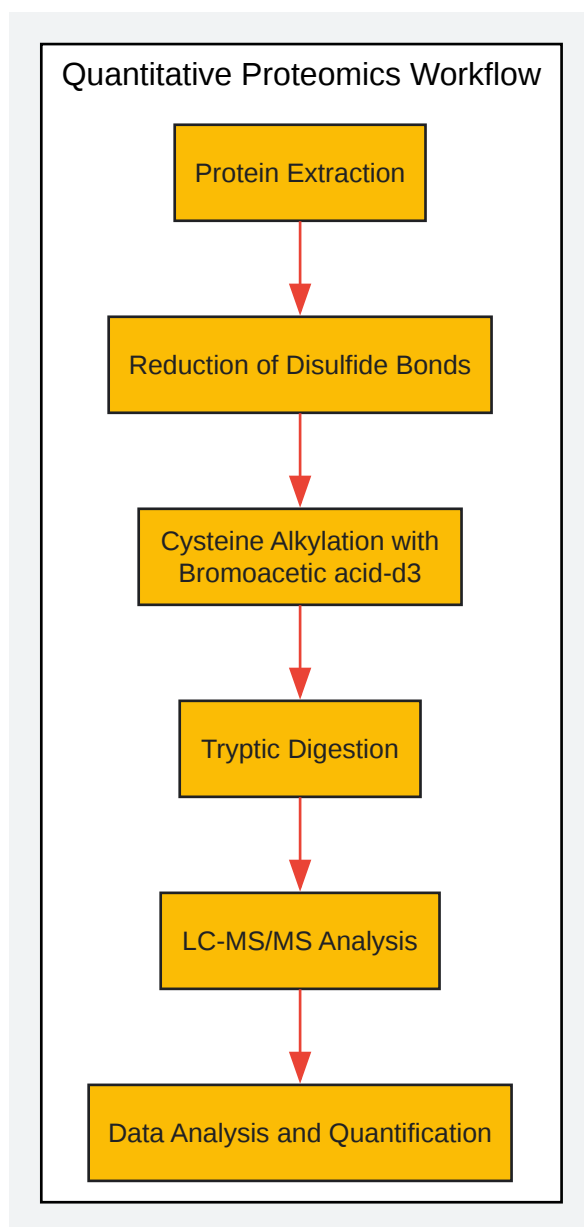 Quantitative Proteomics Workflow
Protein Extraction
Reduction of Disulfide Bonds
Cysteine Alkylation with
Bromoacetic acid-d3
Tryptic Digestion
LC-MS/MS Analysis
Data Analysis and Quantification